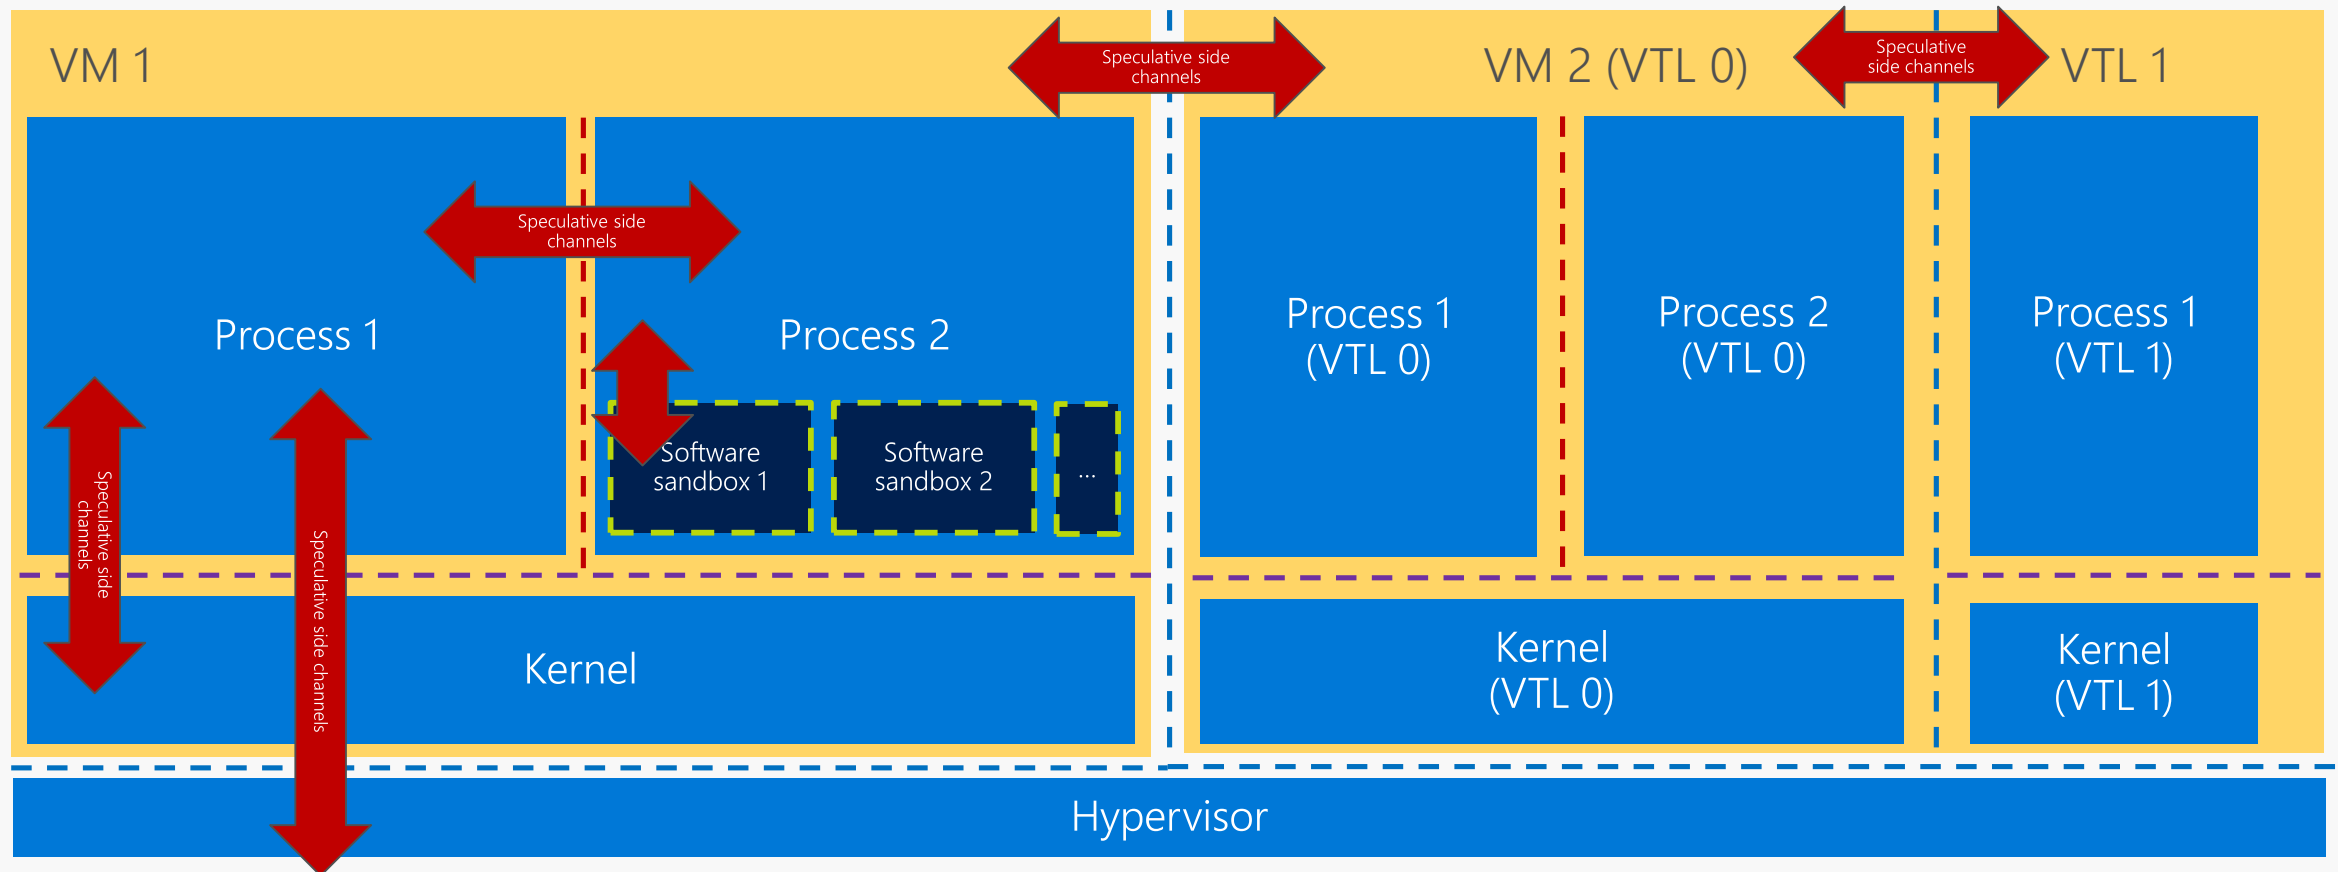 VM 1
Speculative side
channels
VM 2 (VTL 0)
Speculative
side channels
VTL 1
Speculative side
channels
Process 1
Process 2
Process 1
(VTL 0)
Process 2
(VTL 0)
Process 1
(VTL 1)
Software
sandbox 1
Software
sandbox 2
...
Speculative side
channels
Speculative side channels
Kernel
Kernel
(VTL 0)
Kernel
(VTL 1)
Hypervisor